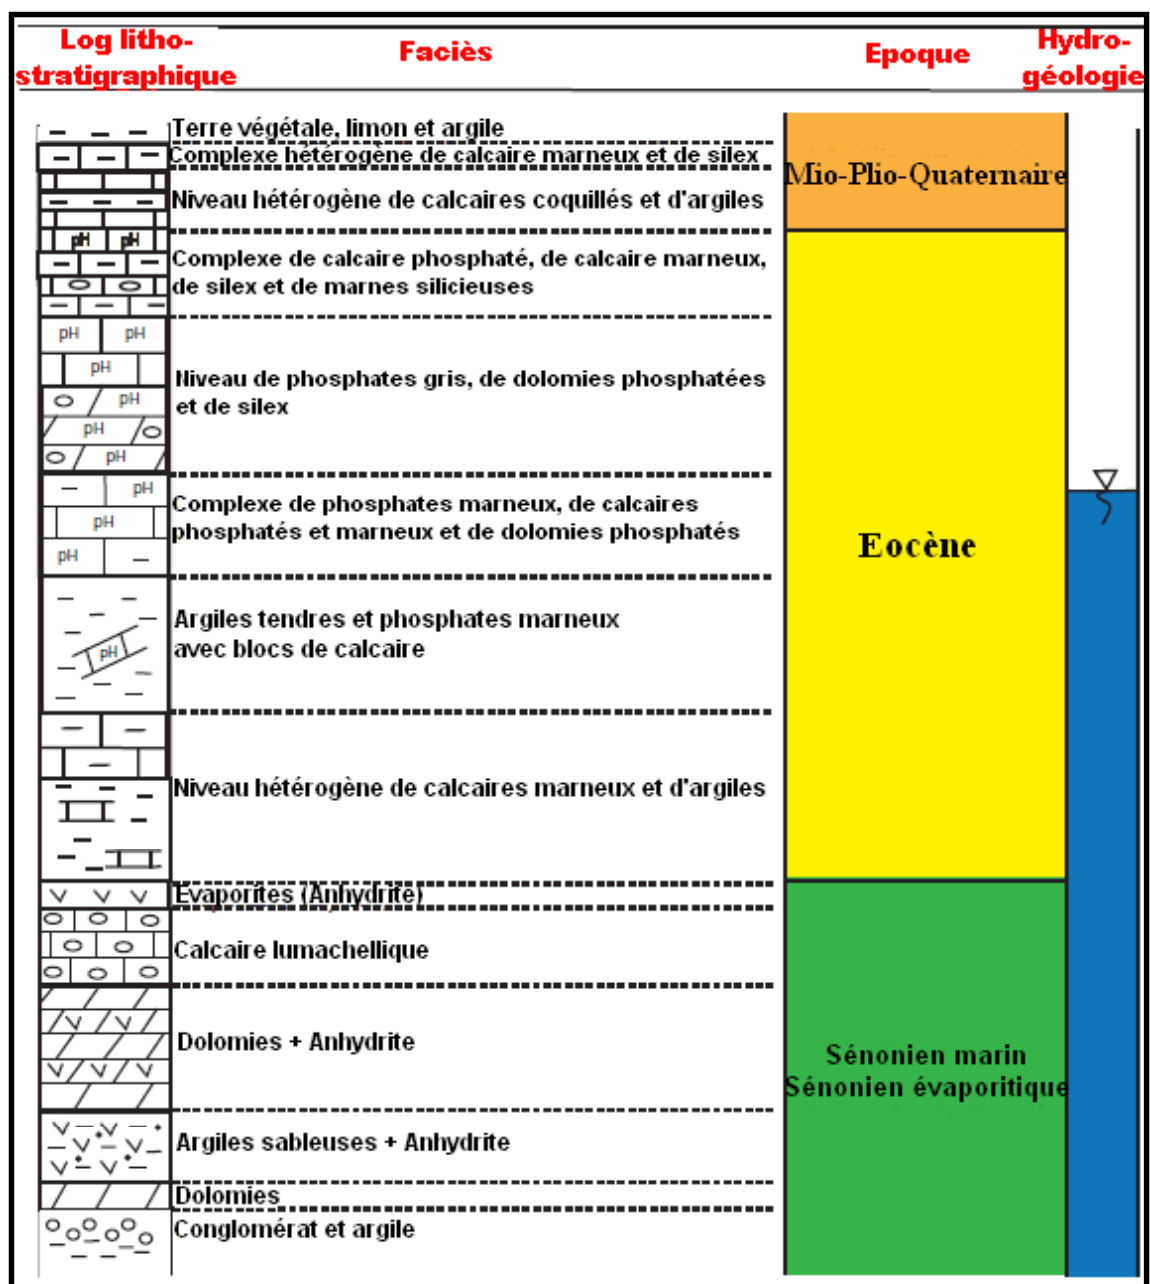 Log litho-
stratigraphique
Faciès
Epoque
Hydro-
géologie
Terre végétale, limon et argile
Complexe hétérogène de calcaire marneux et de silex
Niveau hétérogène de calcaires coquillés et d'argiles
Mio-Plio-Quaternaire
pH pH
Complexe de calcaire phosphaté, de calcaire marneux,
de silex et de marnes silicieuses
pH pH
pH
pH
pH
pH
Niveau de phosphates gris, de dolomies phosphatées
et de silex
pH
pH
pH
Complexe de phosphates marneux, de calcaires
phosphatés et marneux et de dolomies phosphatés
Eocène
pH
Argiles tendres et phosphates marneux
avec blocs de calcaire
Niveau hétérogène de calcaires marneux et d'argiles
Evaporites (Anhydrite)
Calcaire lumachellique
Dolomies + Anhydrite
Sénonien marin
Sénonien évaporitique
Argiles sableuses + Anhydrite
Dolomies
Conglomérat et argile